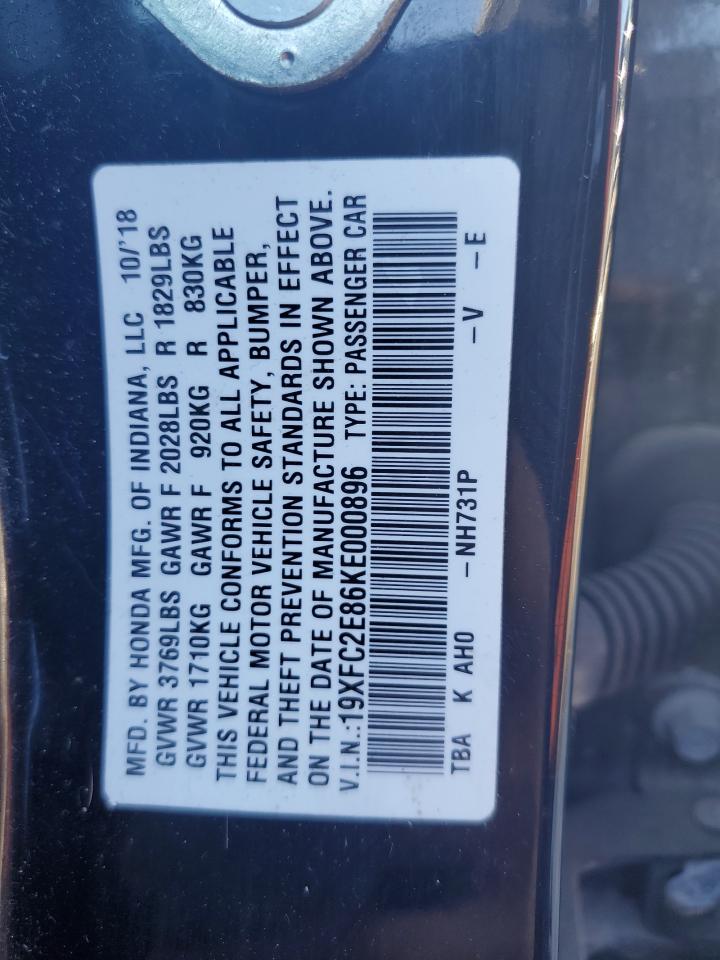 MFD. BY HONDA MFG. OF INDIANA, LLC 10/'18
GVWR 3769LBS GAWR F 2028LBS R 1829LBS
GVWR 1710KG GAWR F 920KG R 830KG
THIS VEHICLE CONFORMS TO ALL APPLICABLE
FEDERAL MOTOR VEHICLE SAFETY, BUMPER,
AND THEFT PREVENTION STANDARDS IN EFFECT
ON THE DATE OF MANUFACTURE SHOWN ABOVE.
V.I.N.: 19XFC2E86KE000896 TYPE: PASSENGER CAR
TBA K AH0 -NH731P -V -E